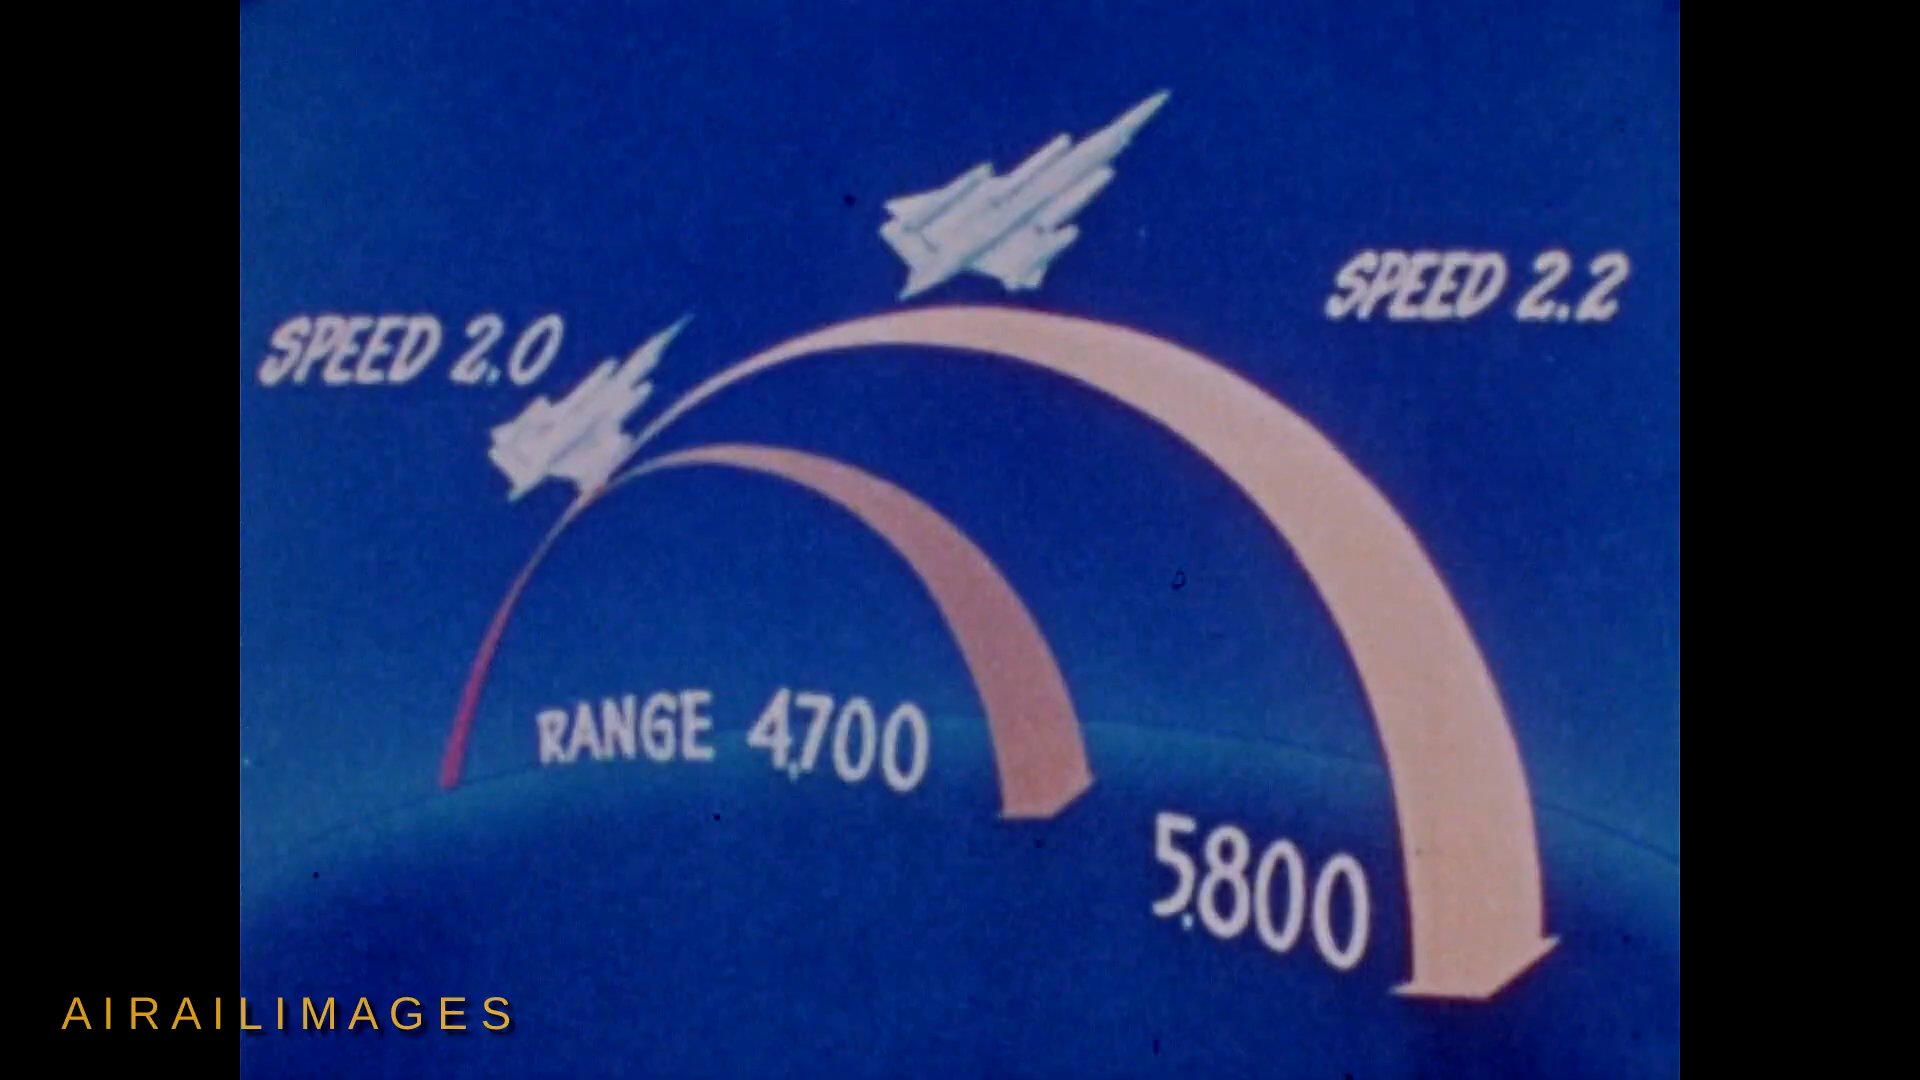 SPEED 2.2
SPEED 2.0
RANGE 4,700
5,800
AIRAILIMAGES